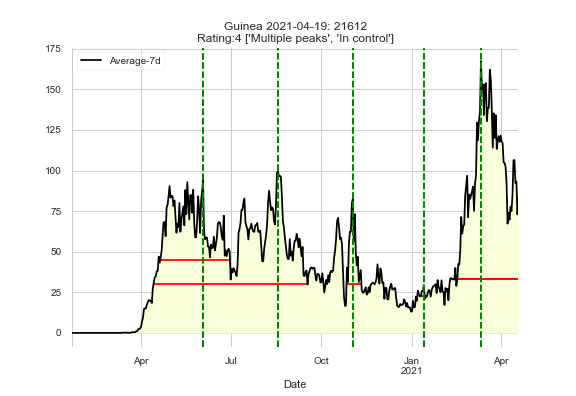 Guinea 2021-04-19: 21612
Rating:4 ['Multiple peaks', 'In control']
175
Average-7d
150
125
100
75
50
25
0
Apr Jul Oct Jan Apr
2021
Date